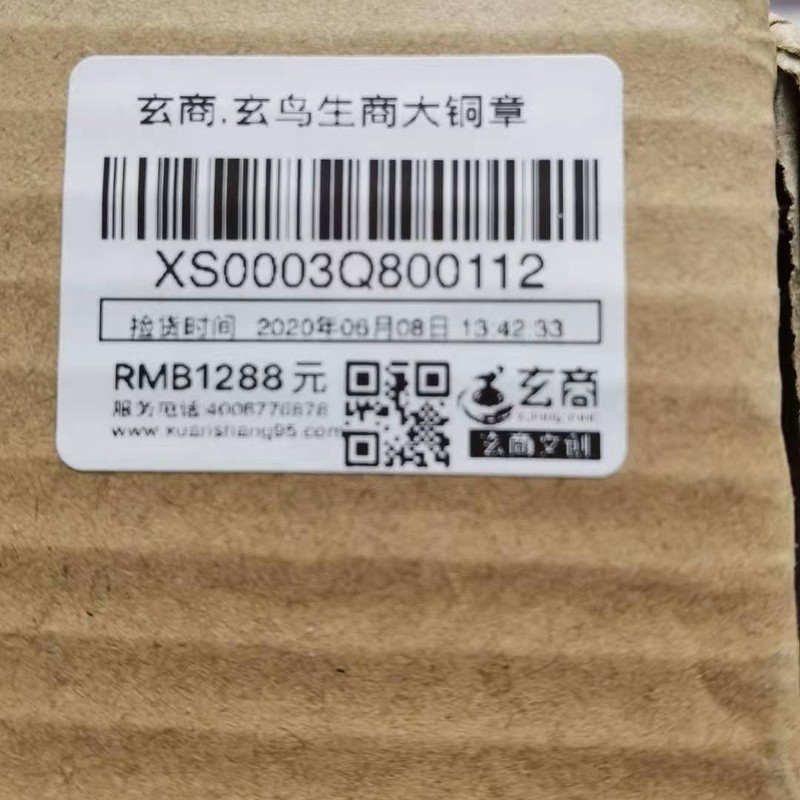 玄商.玄鸟生商大铜章
XS0003Q800112
捡货时间 2020年06月08日 13:42:33
RMB1288元
服务电话:4006776878
www.xuanshang95.com
玄商
玄商文创